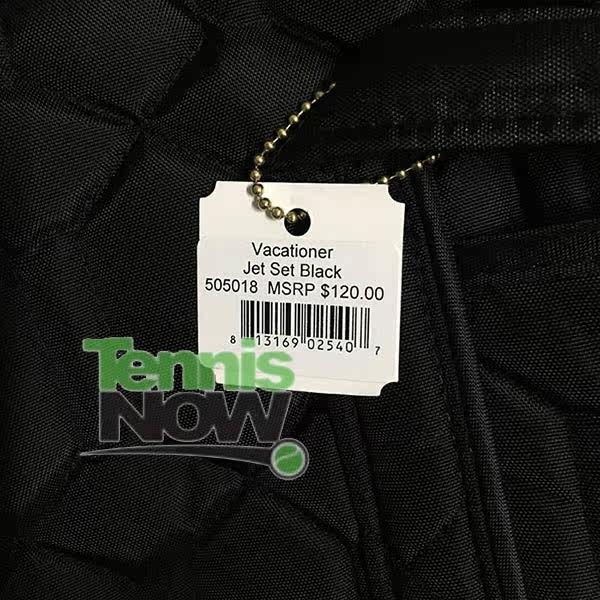 Vacationer
Jet Set Black
505018 MSRP $120.00
8 13169 02540 7
Tennis
NOW